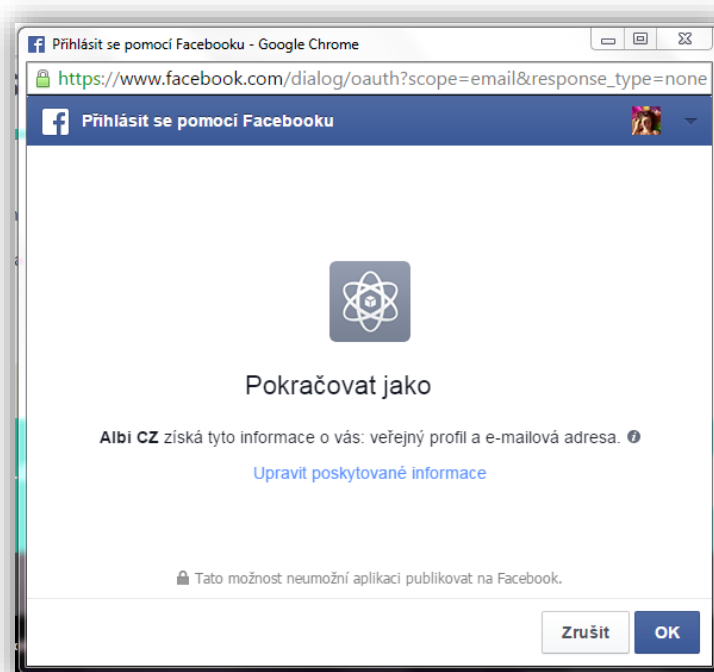 Přihlásit se pomocí Facebooku - Google Chrome
https://www.facebook.com/dialog/oauth?scope=email&response_type=none
Přihlásit se pomocí Facebooku
Pokračovat jako
Albi CZ získá tyto informace o vás: veřejný profil a e-mailová adresa.
Upravit poskytované informace
Tato možnost neumožní aplikaci publikovat na Facebook.
Zrušit OK